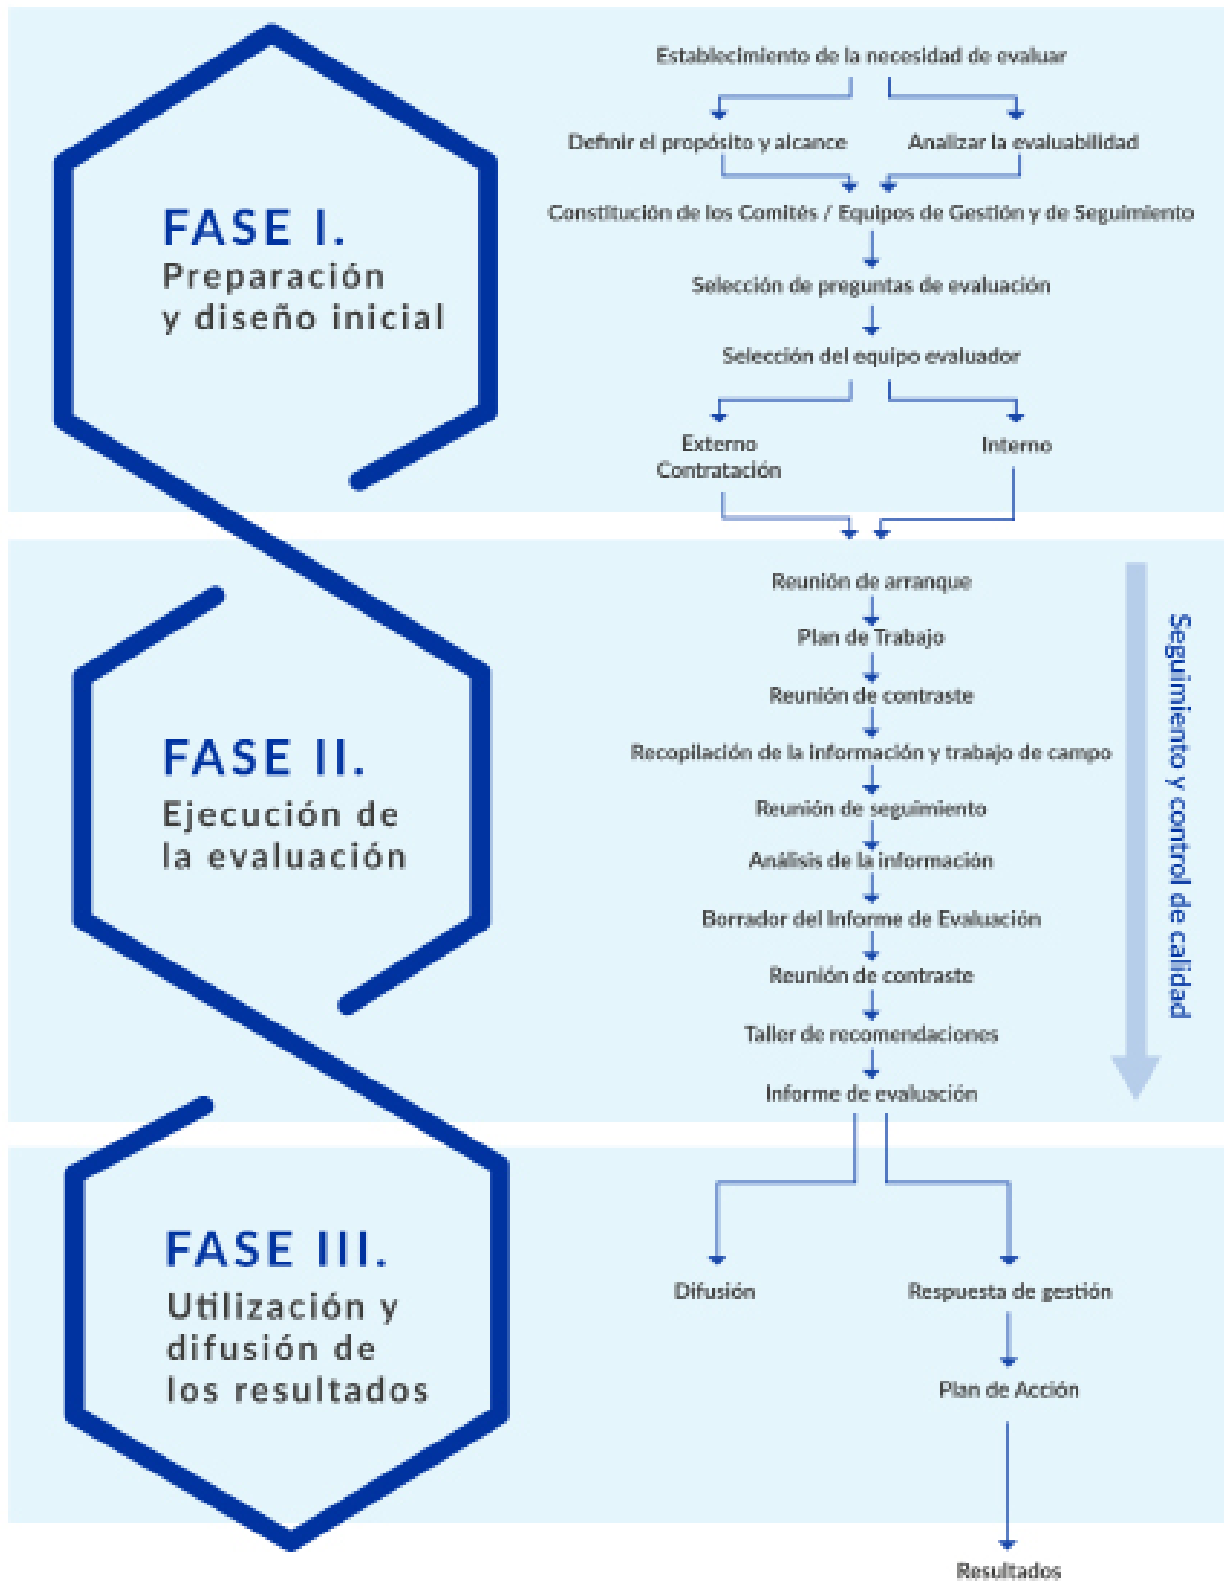 FASE I.
Preparación
y diseño inicial
Establecimiento de la necesidad de evaluar
Definir el propósito y alcance
Analizar la evaluabilidad
Constitución de los Comités / Equipos de Gestión y de Seguimiento
Selección de preguntas de evaluación
Selección del equipo evaluador
Externo
Contratación
Interno
FASE II.
Ejecución de
la evaluación
Reunión de arranque
Plan de Trabajo
Reunión de contraste
Recopilación de la información y trabajo de campo
Reunión de seguimiento
Análisis de la información
Borrador del Informe de Evaluación
Reunión de contraste
Taller de recomendaciones
Informe de evaluación
Seguimiento y control de calidad
FASE III.
Utilización y
difusión de
los resultados
Difusión
Respuesta de gestión
Plan de Acción
Resultados